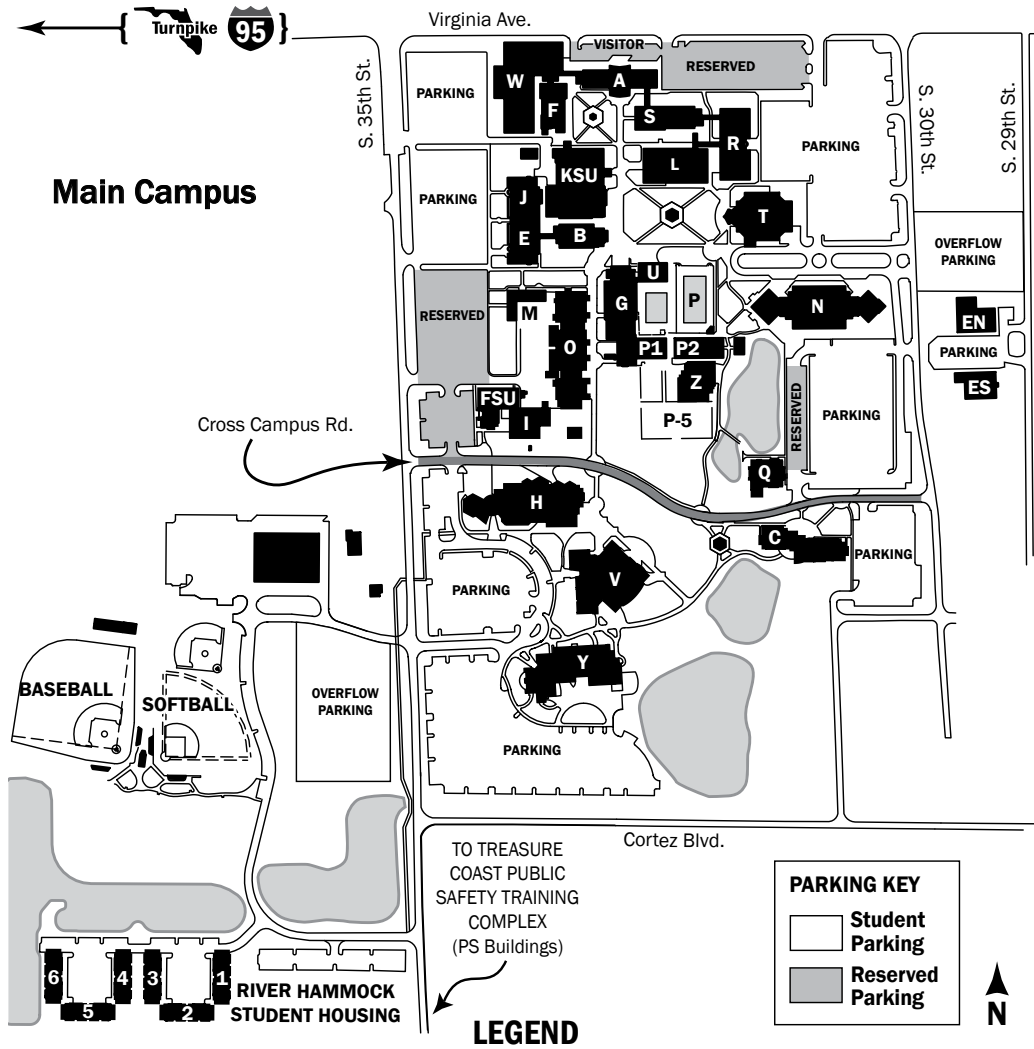 Virginia Ave.
Turnpike
95
VISITOR
RESERVED
S. 35th St.
S. 30th St.
S. 29th St.
PARKING
W
A
F
S
R
PARKING
L
KSU
Main Campus
PARKING
J
T
E
B
OVERFLOW
PARKING
U
G
P
N
M
RESERVED
EN
O
P1
P2
PARKING
Z
ES
FSU
I
P-5
RESERVED
PARKING
Cross Campus Rd.
Q
H
C
PARKING
V
PARKING
Y
BASEBALL
SOFTBALL
OVERFLOW
PARKING
PARKING
Cortez Blvd.
TO TREASURE
COAST PUBLIC
SAFETY TRAINING
COMPLEX
(PS Buildings)
PARKING KEY
Student
Parking
Reserved
Parking
N
6
4
3
1
5
2
RIVER HAMMOCK
STUDENT HOUSING
LEGEND